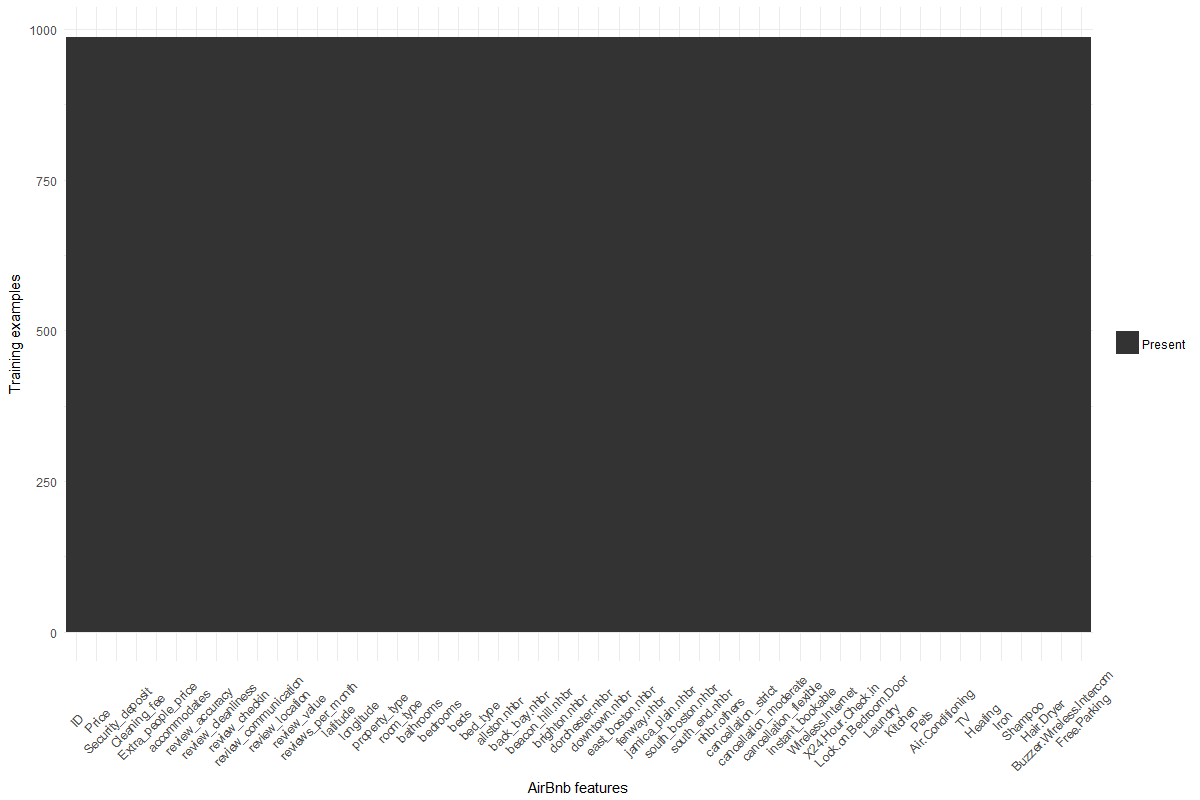 1000
750
500
250
0
Training examples
Present
ID
Price
Security_deposit
Cleaning_fee
Extra_people_price
accommodates
review_accuracy
review_cleanliness
review_checkin
review_communication
review_location
review_value
reviews_per_month
latitude
longitude
property_type
room_type
bathrooms
bedrooms
beds
bed_type
allston.nhbr
back_bay.nhbr
beacon_hill.nhbr
brighton.nhbr
dorchester.nhbr
downtown.nhbr
east_boston.nhbr
fenway.nhbr
jamica_plain.nhbr
south_boston.nhbr
south_end.nhbr
nhbr.others
cancellation_strict
cancellation_moderate
cancellation_flexible
instant_bookable
Wireless.Internet
X24.Hour.Check.in
Lock.on.Bedroom.Door
Laundry
Kitchen
Pets
Air.Conditioning
TV
Heating
Iron
Shampoo
Hair.Dryer
Buzzer.Wireless.Intercom
Free.Parking
AirBnb features